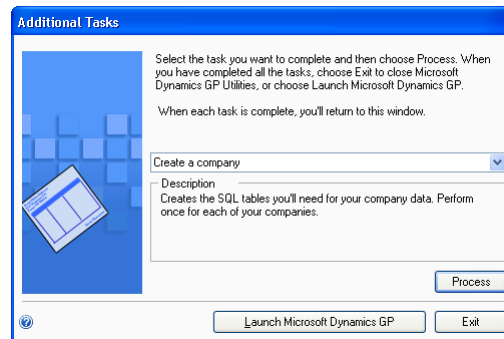 Additional Tasks
Select the task you want to complete and then choose Process. When
you have completed all the tasks, choose Exit to close Microsoft
Dynamics GP Utilities, or choose Launch Microsoft Dynamics GP.
When each task is complete, you'll return to this window.
Create a company
Description
Creates the SQL tables you'll need for your company data. Perform
once for each of your companies.
Process
Launch Microsoft Dynamics GP
Exit